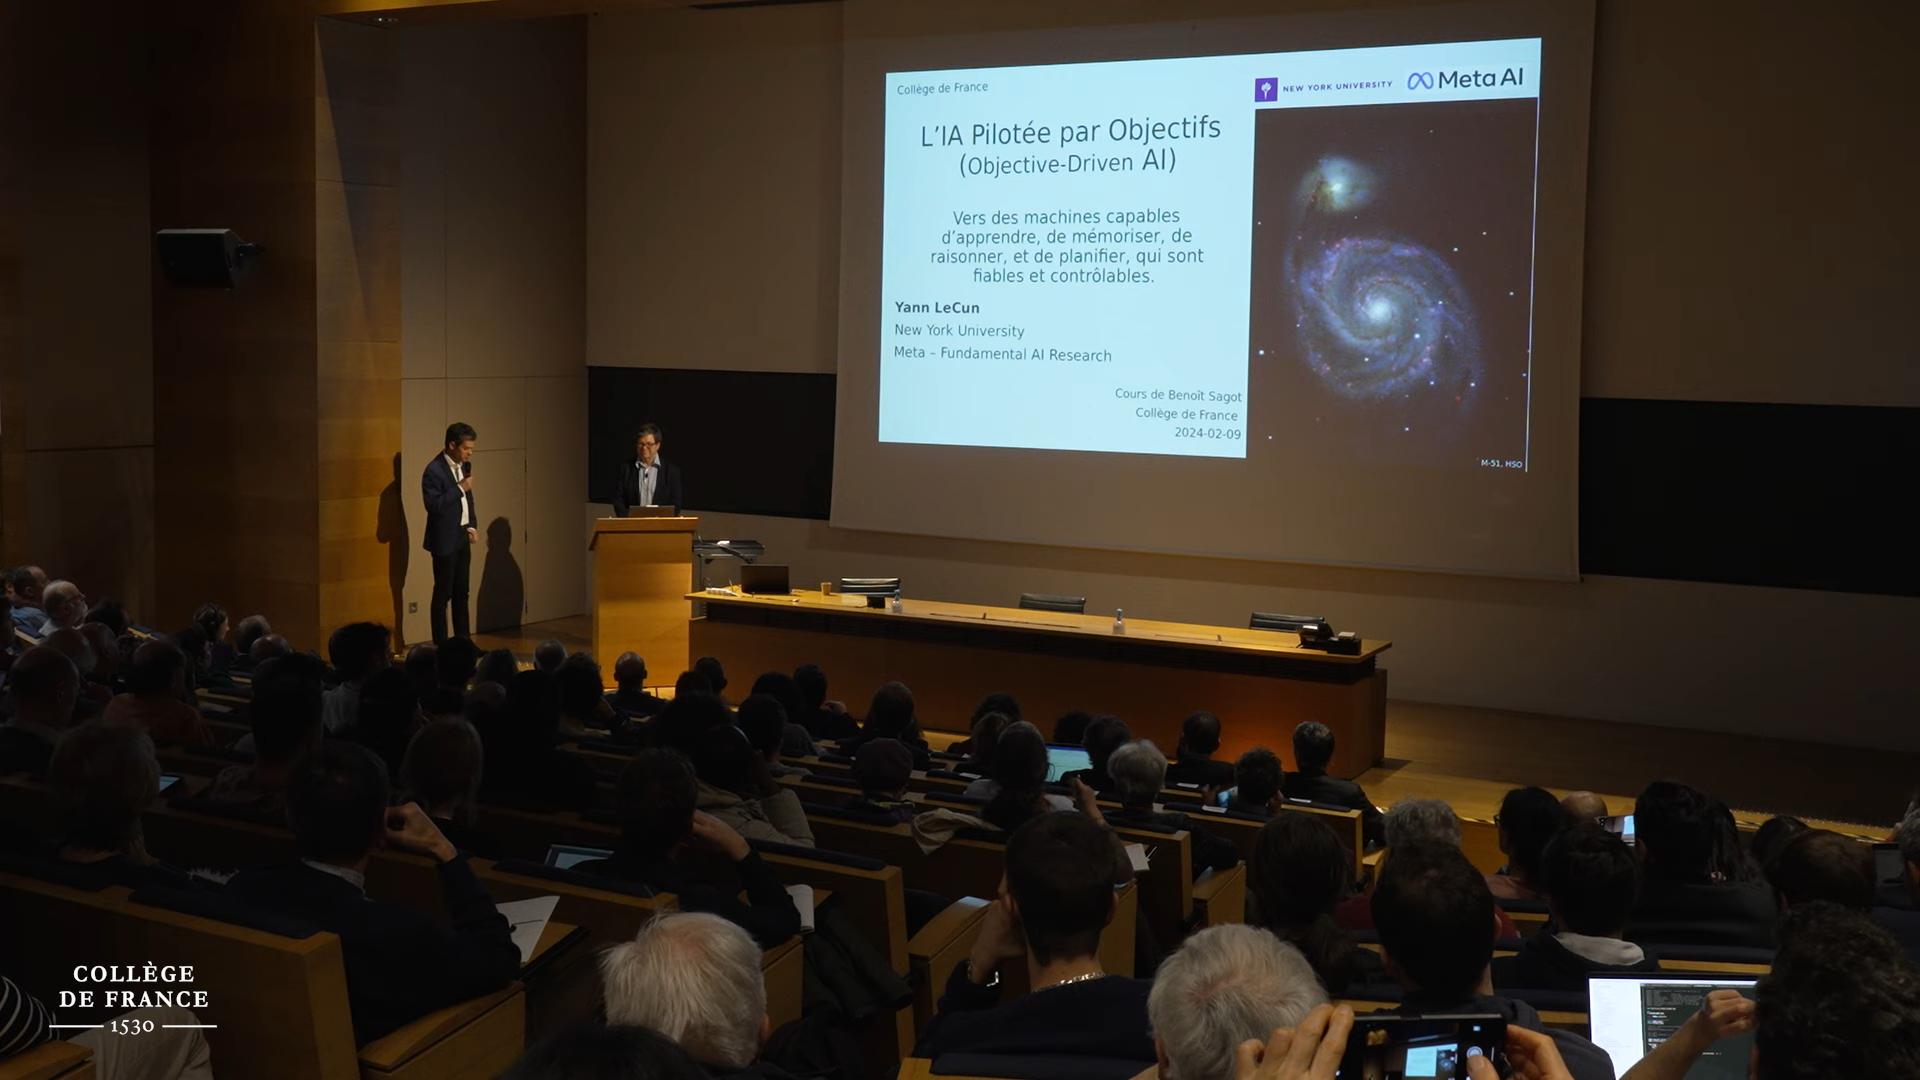 Collège de France
NEW YORK UNIVERSITY
Meta AI
L'IA Pilotée par Objectifs
(Objective-Driven AI)
Vers des machines capables
d'apprendre, de mémoriser, de
raisonner, et de planifier, qui sont
fiables et contrôlables.
Yann LeCun
New York University
Meta – Fundamental AI Research
Cours de Benoît Sagot
Collège de France
2024-02-09
M-51, HSO
COLLÈGE
DE FRANCE
1530